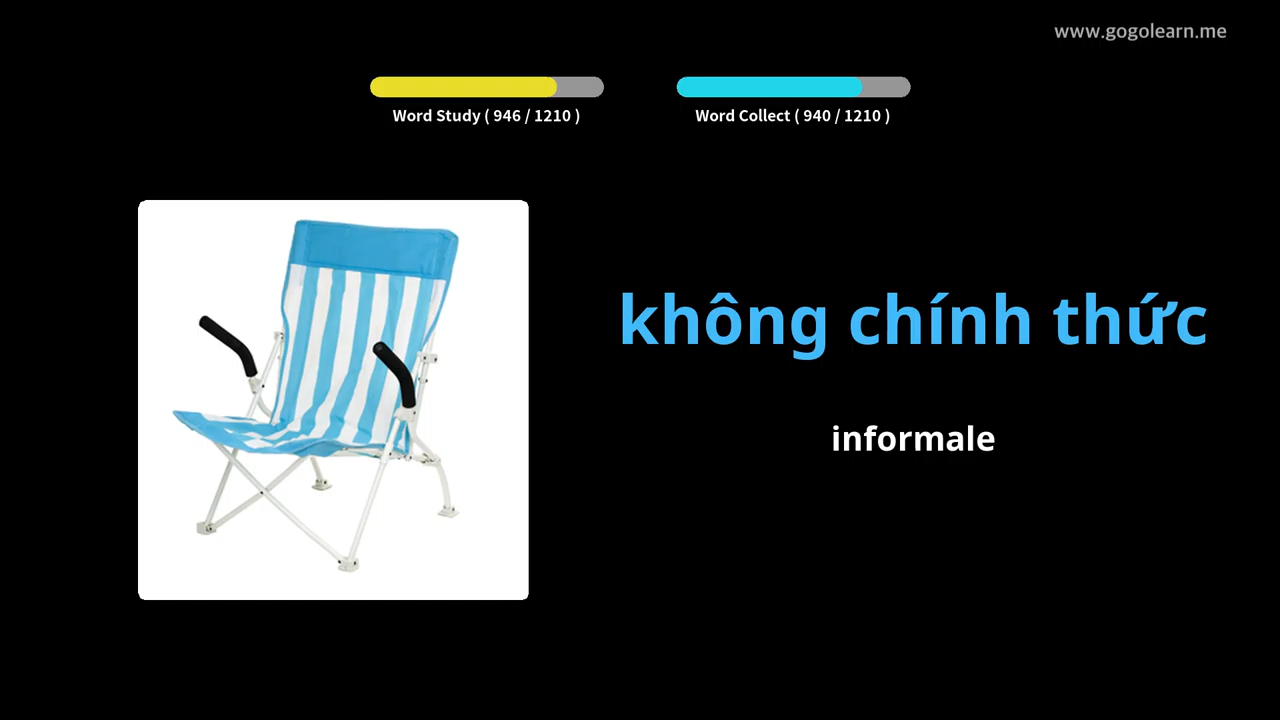 www.gogolearn.me
Word Study ( 946 / 1210 )
Word Collect ( 940 / 1210 )
không chính thức
informale